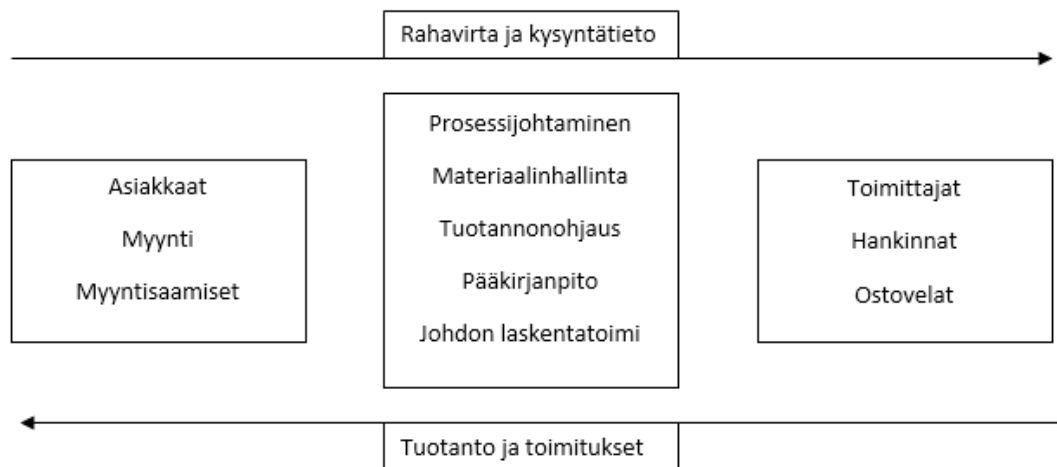 Rahavirta ja kysyntätieto
Asiakkaat
Myynti
Myyntisaamiset
Prosessijohtaminen
Materiaalinhallinta
Tuotannonohjaus
Pääkirjanpito
Johdon laskentatoimi
Toimittajat
Hankinnat
Ostovelat
Tuotanto ja toimitukset